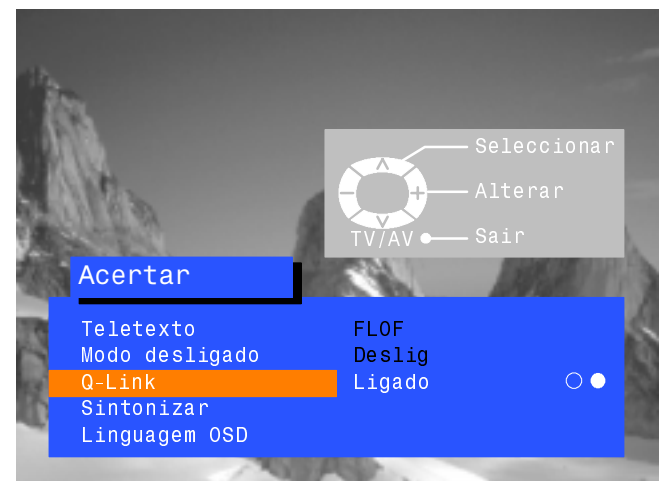 Seleccionar
Alterar
TV/AV Sair
Acertar
Teletexto FLOF
Modo desligado Deslig
Q-Link Ligado
Sintonizar
Linguagem OSD